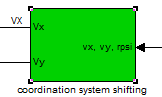 VX
Vx
vx, vy, rpsi
Vy
coordination system shifting